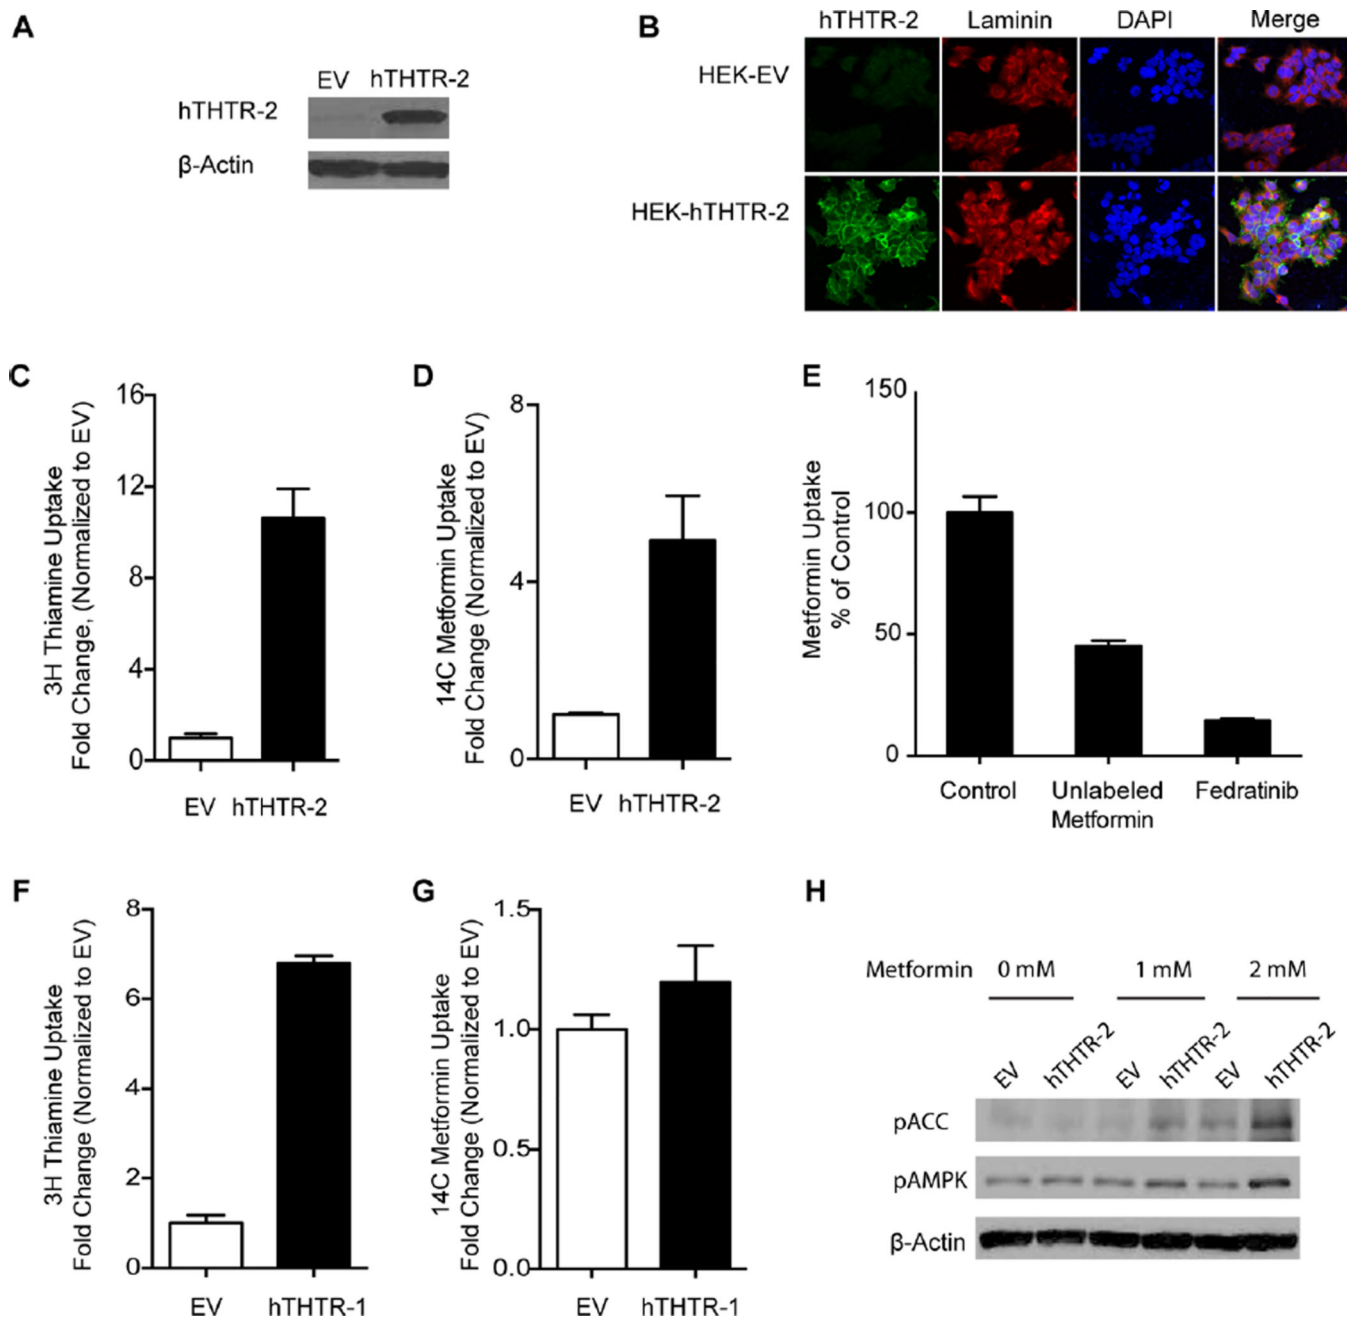 A
EV hTHTR-2
hTHTR-2
β-Actin
B
hTHTR-2 Laminin DAPI Merge
HEK-EV
HEK-hTHTR-2
C
3H Thiamine Uptake
Fold Change, (Normalized to EV)
16
12
8
4
0
EV hTHTR-2
D
14C Metformin Uptake
Fold Change (Normalized to EV)
8
4
0
EV hTHTR-2
E
Metformin Uptake
% of Control
150
100
50
0
Control Unlabeled Fedratinib
Metformin
F
3H Thiamine Uptake
Fold Change (Normalized to EV)
8
6
4
2
0
EV hTHTR-1
G
14C Metformin Uptake
Fold Change (Normalized to EV)
1.5
1.0
0.5
0.0
EV hTHTR-1
H
Metformin 0 mM 1 mM 2 mM
EV hTHTR-2 EV hTHTR-2 EV hTHTR-2
pACC
pAMPK
β-Actin